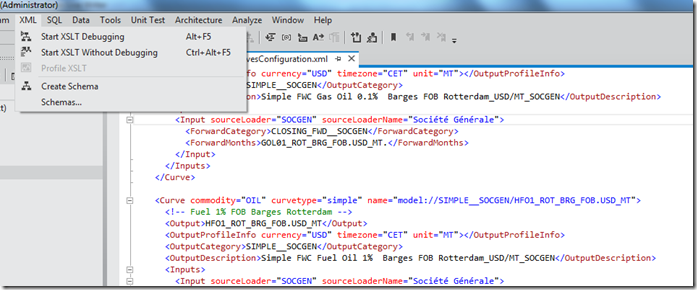 (Administrator)
am XML SQL Data Tools Unit Test Architecture Analyze Window Help
Start XSLT Debugging Alt+F5
Start XSLT Without Debugging Ctrl+Alt+F5
Profile XSLT
Create Schema
Schemas...
vesConfiguration.xml
nfo currency="USD" timezone="CET" unit="MT"></OutputProfileInfo>
SIMPLE__SOCGEN</OutputCategory>
on>Simple FWC Gas Oil 0.1%  Barges FOB Rotterdam_USD/MT_SOCGEN</OutputDescription>
<Input sourceLoader="SOCGEN" sourceLoaderName="Société Générale">
<ForwardCategory>CLOSING_FWD__SOCGEN</ForwardCategory>
<ForwardMonths>GOL01_ROT_BRG_FOB.USD_MT.</ForwardMonths>
</Input>
</Inputs>
</Curve>
<Curve commodity="OIL" curvetype="simple" name="model://SIMPLE__SOCGEN/HFO1_ROT_BRG_FOB.USD_MT">
<!-- Fuel 1% FOB Barges Rotterdam -->
<Output>HFO1_ROT_BRG_FOB.USD_MT</Output>
<OutputProfileInfo currency="USD" timezone="CET" unit="MT"></OutputProfileInfo>
<OutputCategory>SIMPLE__SOCGEN</OutputCategory>
<OutputDescription>Simple FWC Fuel Oil 1%  Barges FOB Rotterdam_USD/MT_SOCGEN</OutputDescription>
<Inputs>
<Input sourceLoader="SOCGEN" sourceLoaderName="Société Générale">